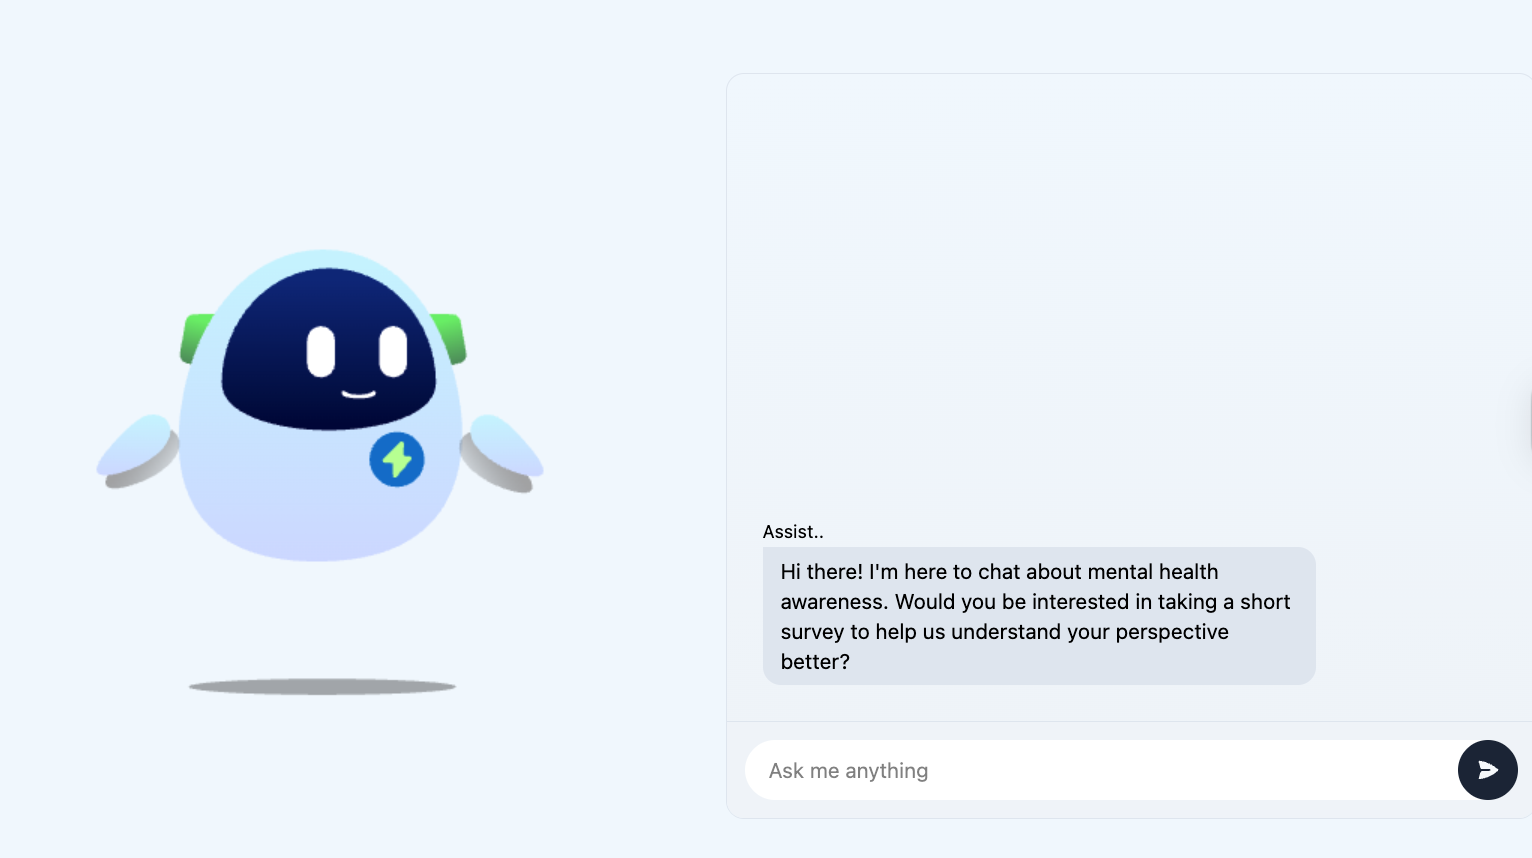 Assist..
Hi there! I'm here to chat about mental health
awareness. Would you be interested in taking a short
survey to help us understand your perspective
better?
Ask me anything